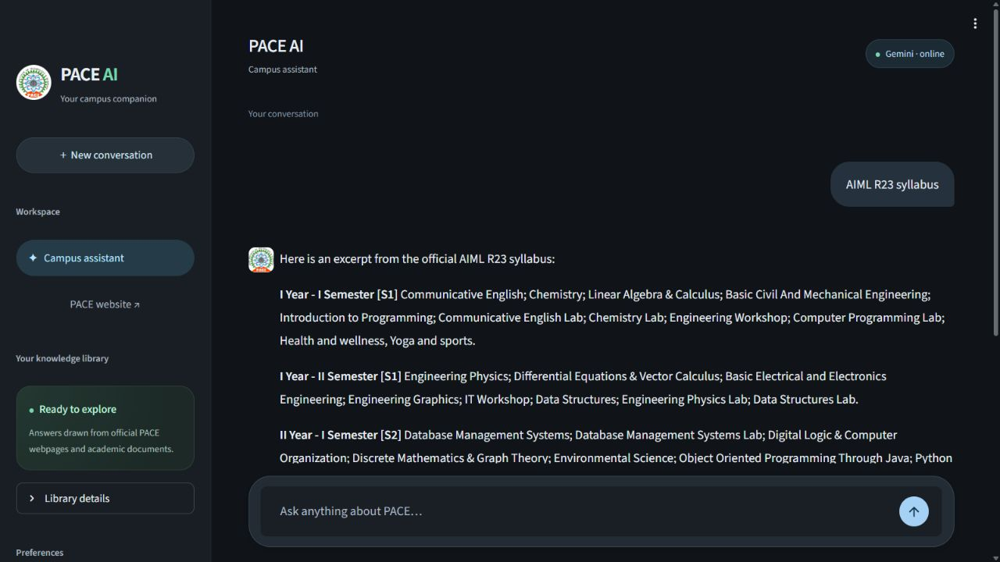 PACE AI
Your campus companion
+ New conversation
Workspace
✦ Campus assistant
PACE website ↗
Your knowledge library
● Ready to explore
Answers drawn from official PACE
webpages and academic documents.
> Library details
Preferences
PACE AI
Campus assistant
● Gemini · online
Your conversation
AIML R23 syllabus
Here is an excerpt from the official AIML R23 syllabus:
I Year - I Semester [S1] Communicative English; Chemistry; Linear Algebra & Calculus; Basic Civil And Mechanical Engineering;
Introduction to Programming; Communicative English Lab; Chemistry Lab; Engineering Workshop; Computer Programming Lab;
Health and wellness, Yoga and sports.
I Year - II Semester [S1] Engineering Physics; Differential Equations & Vector Calculus; Basic Electrical and Electronics
Engineering; Engineering Graphics; IT Workshop; Data Structures; Engineering Physics Lab; Data Structures Lab.
II Year - I Semester [S2] Database Management Systems; Database Management Systems Lab; Digital Logic & Computer
Organization; Discrete Mathematics & Graph Theory; Environmental Science; Object Oriented Programming Through Java; Python
Ask anything about PACE…